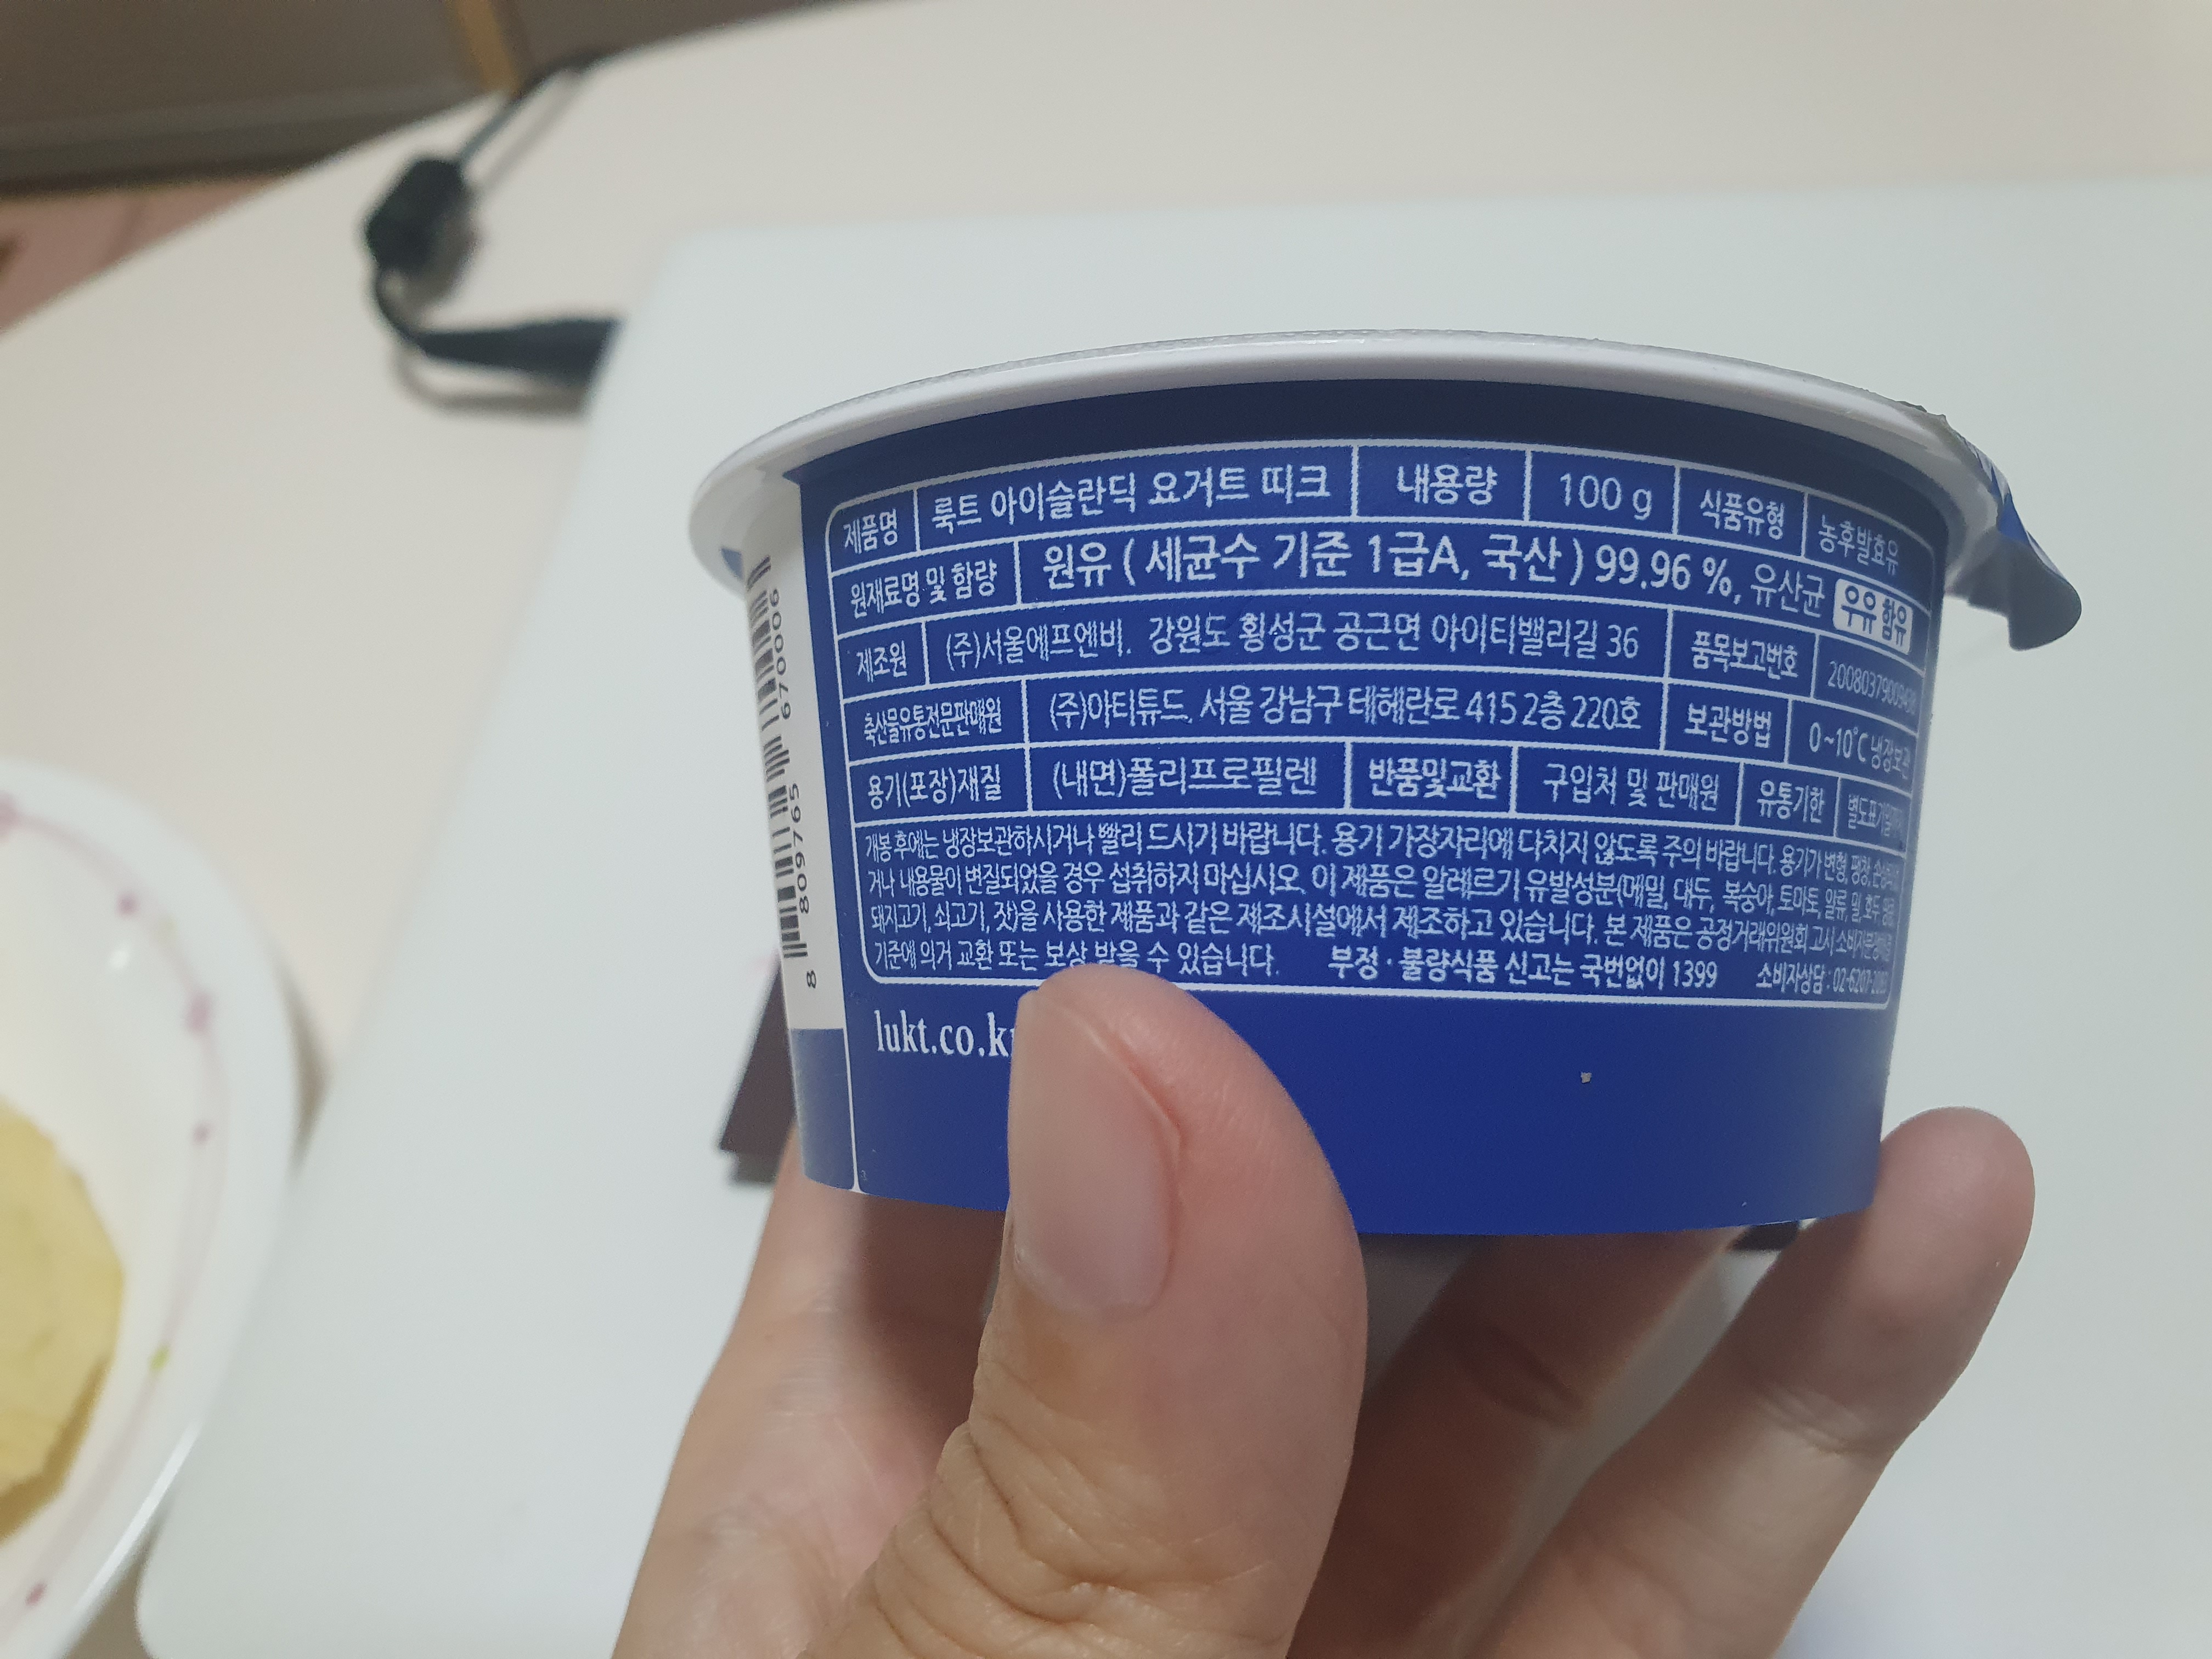 제품명 룩트 아이슬란딕 요거트 띠크 내용량 100 g 식품유형 농후발효유
원재료명 및 함량 원유 ( 세균수 기준 1급A, 국산 ) 99.96 %, 유산균 우유 함유
제조원 (주)서울에프엔비. 강원도 횡성군 공근면 아이티밸리길 36 품목보고번호
축산물유통전문판매원 (주)아티튜드. 서울 강남구 테헤란로 415 2층 220호 보관방법 0~10℃ 냉장보관
용기(포장)재질 (내면)폴리프로필렌 반품및교환 구입처 및 판매원 유통기한
개봉 후에는 냉장보관하시거나 빨리 드시기 바랍니다. 용기 가장자리에 다치지 않도록 주의 바랍니다. 용기가 변형, 팽창,
거나 내용물이 변질되었을 경우 섭취하지 마십시오. 이 제품은 알레르기 유발성분(메밀, 대두, 복숭아, 토마토, 알류, 밀, 호두,
돼지고기, 쇠고기, 잣)을 사용한 제품과 같은 제조시설에서 제조하고 있습니다. 본 제품은 공정거래위원회 고시
기준에 의거 교환 또는 보상 받을 수 있습니다. 부정 · 불량식품 신고는 국번없이 1399 소비자상담 :
lukt.co.kr
8 809765 670006